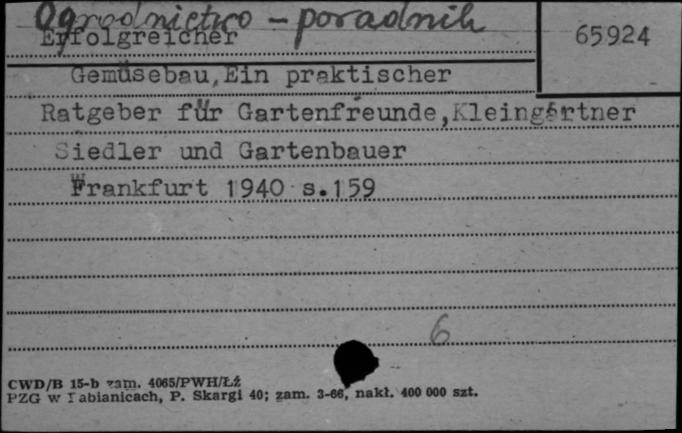 Ogrodnictwo - poradnik
65924
Erfolgreicher
Gemüsebau, Ein praktischer
Ratgeber für Gartenfreunde, Kleingärtner
Siedler und Gartenbauer
Frankfurt 1940 s.159
6
CWD/B 15-b zam. 4065/PWH/Łź
PZG w Pabianicach, P. Skargi 40; zam. 3-66, nakł. 400 000 szt.